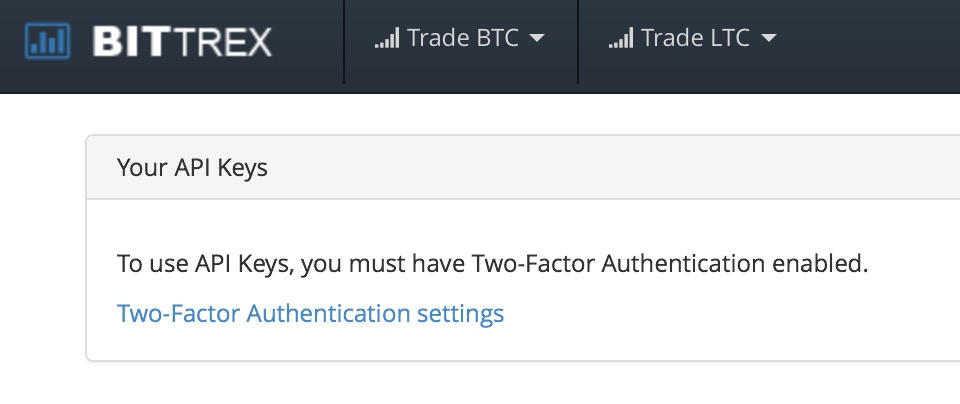 BITTREX
Trade BTC
Trade LTC
Your API Keys
To use API Keys, you must have Two-Factor Authentication enabled.
Two-Factor Authentication settings